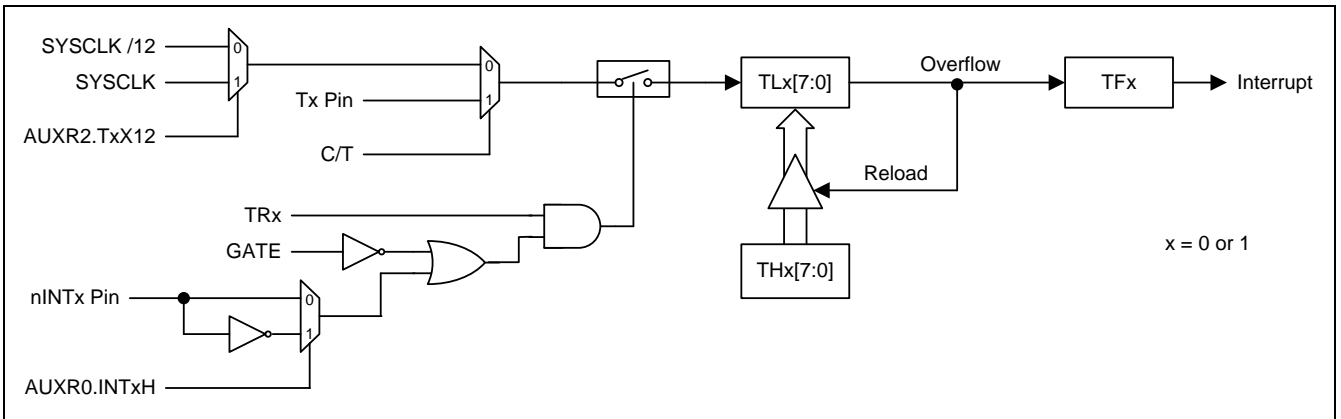 SYSCLK /12
0
SYSCLK
1
AUXR2.TxX12
0
Tx Pin
1
C/T
TLx[7:0]
Overflow
TFx
Interrupt
Reload
TRx
GATE
THx[7:0]
x = 0 or 1
nINTx Pin
0
1
AUXR0.INTxH